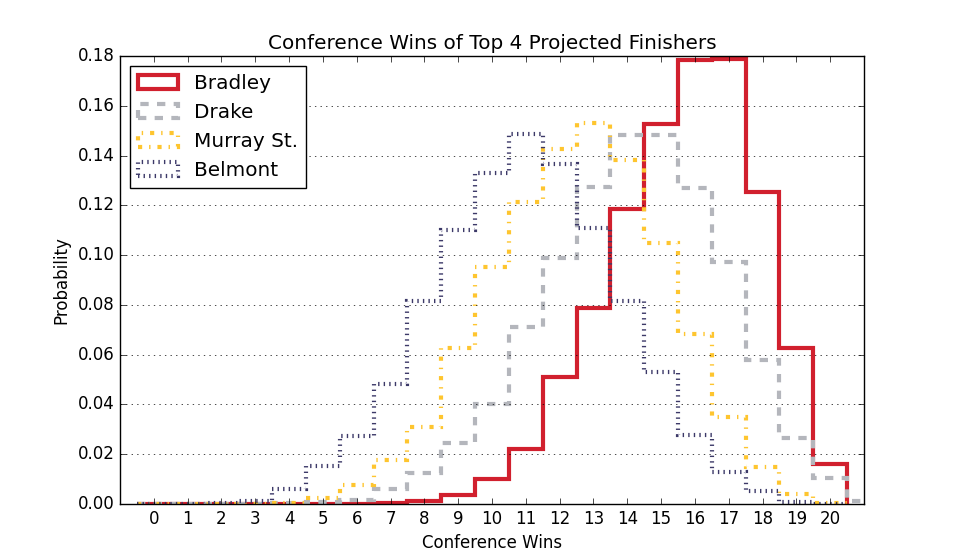 Conference Wins of Top 4 Projected Finishers
Bradley
Drake
Murray St.
Belmont
Probability
0.18
0.16
0.14
0.12
0.10
0.08
0.06
0.04
0.02
0.00
0 1 2 3 4 5 6 7 8 9 10 11 12 13 14 15 16 17 18 19 20
Conference Wins